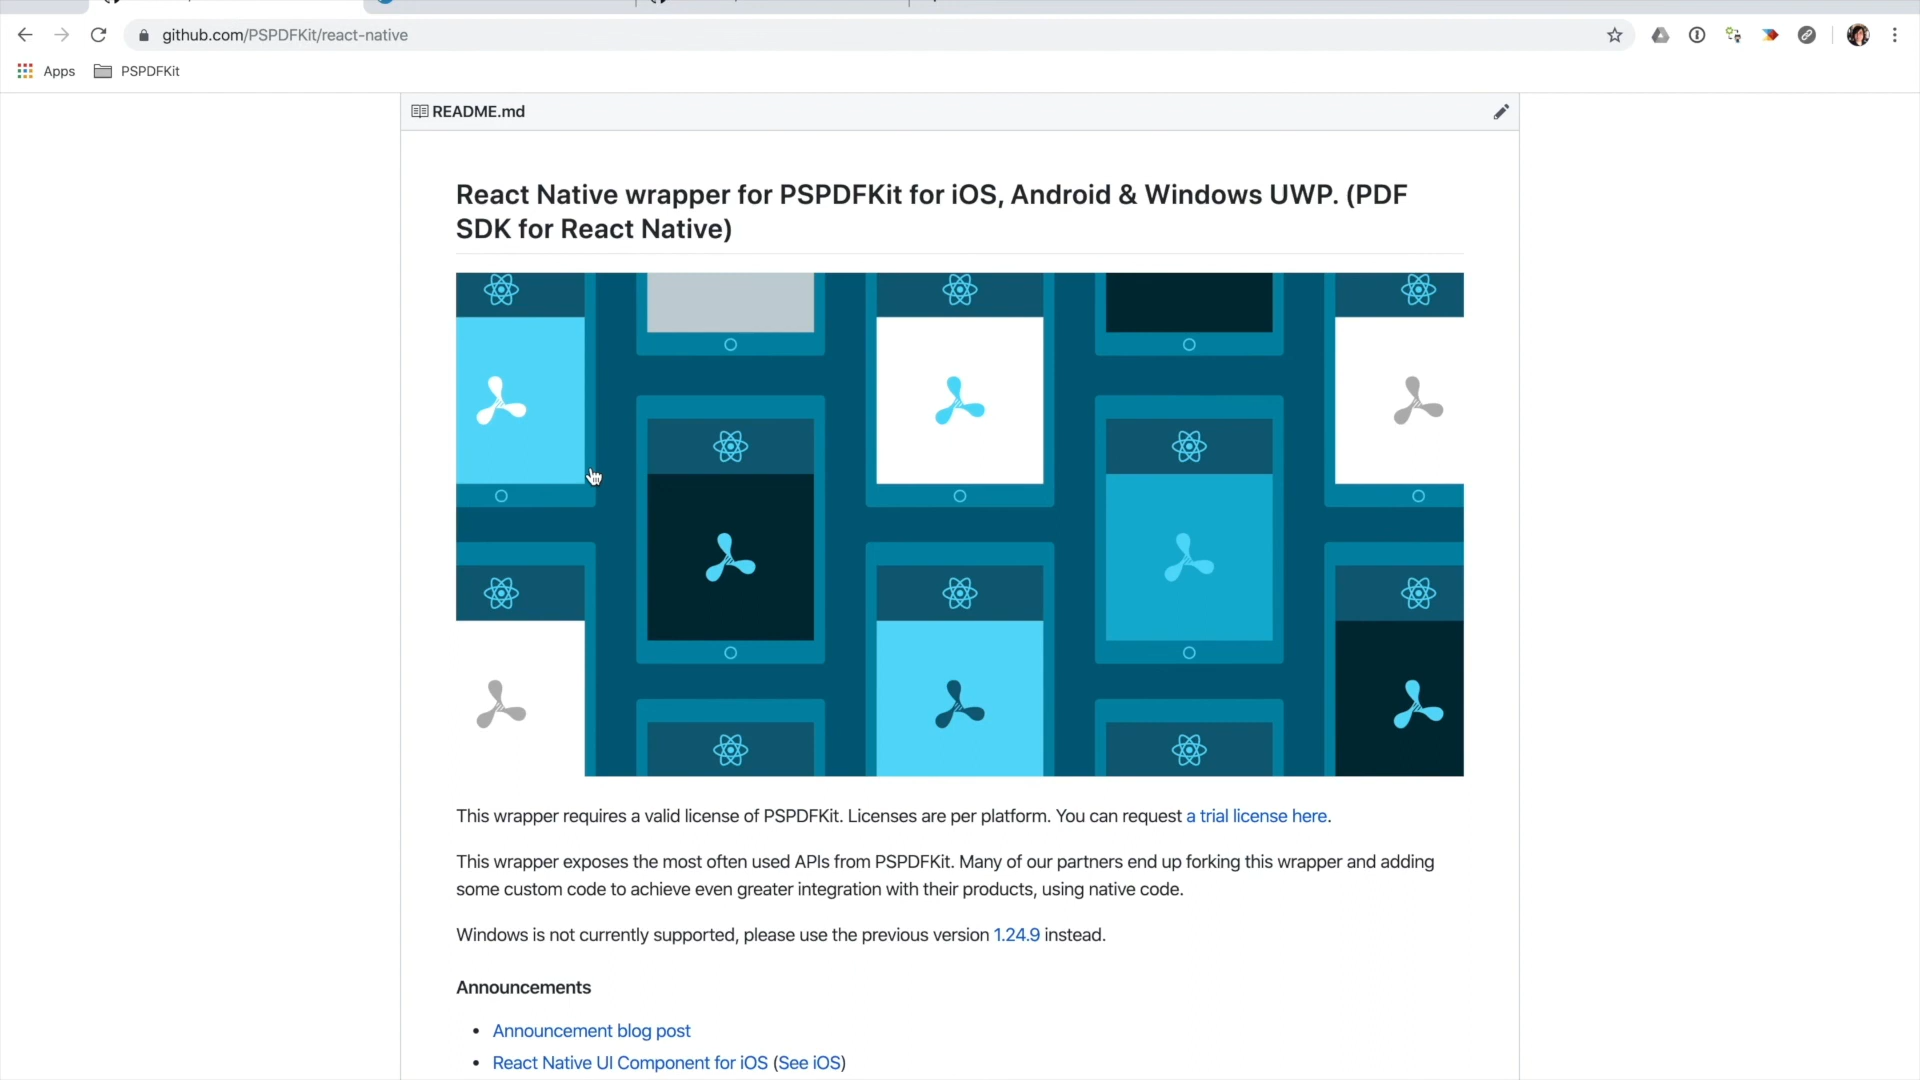 github.com/PSPDFKit/react-native
Apps
PSPDFKit
README.md
React Native wrapper for PSPDFKit for iOS, Android & Windows UWP. (PDF
SDK for React Native)
This wrapper requires a valid license of PSPDFKit. Licenses are per platform. You can request a trial license here.
This wrapper exposes the most often used APIs from PSPDFKit. Many of our partners end up forking this wrapper and adding
some custom code to achieve even greater integration with their products, using native code.
Windows is not currently supported, please use the previous version 1.24.9 instead.
Announcements
• Announcement blog post
• React Native UI Component for iOS (See iOS)